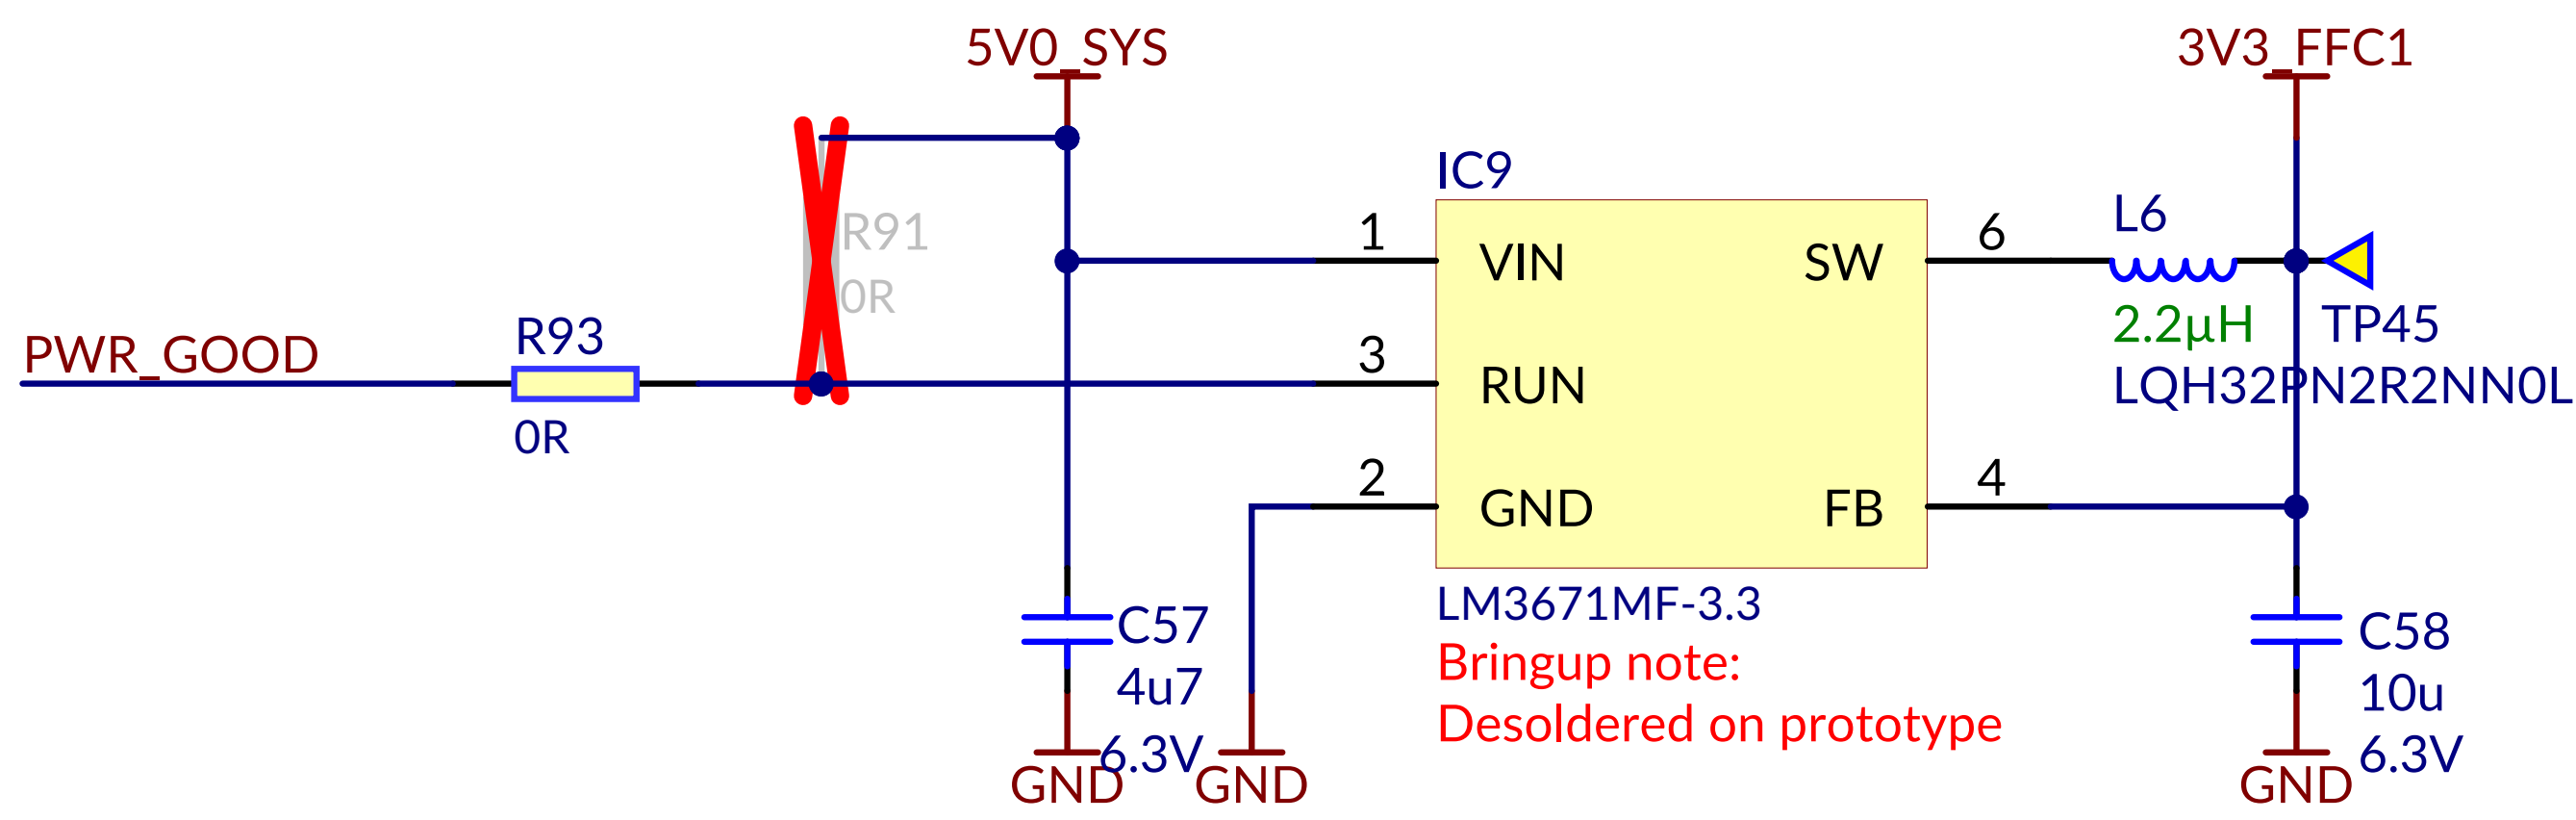 5V0_SYS
3V3_FFC1
IC9
R91
0R
1
VIN
SW
6
L6
2.2µH
LQH32PN2R2NN0L
TP45
PWR_GOOD
R93
0R
3
RUN
2
GND
FB
4
LM3671MF-3.3
Bringup note:
Desoldered on prototype
C57
4u7
6.3V
GND
GND
C58
10u
6.3V
GND